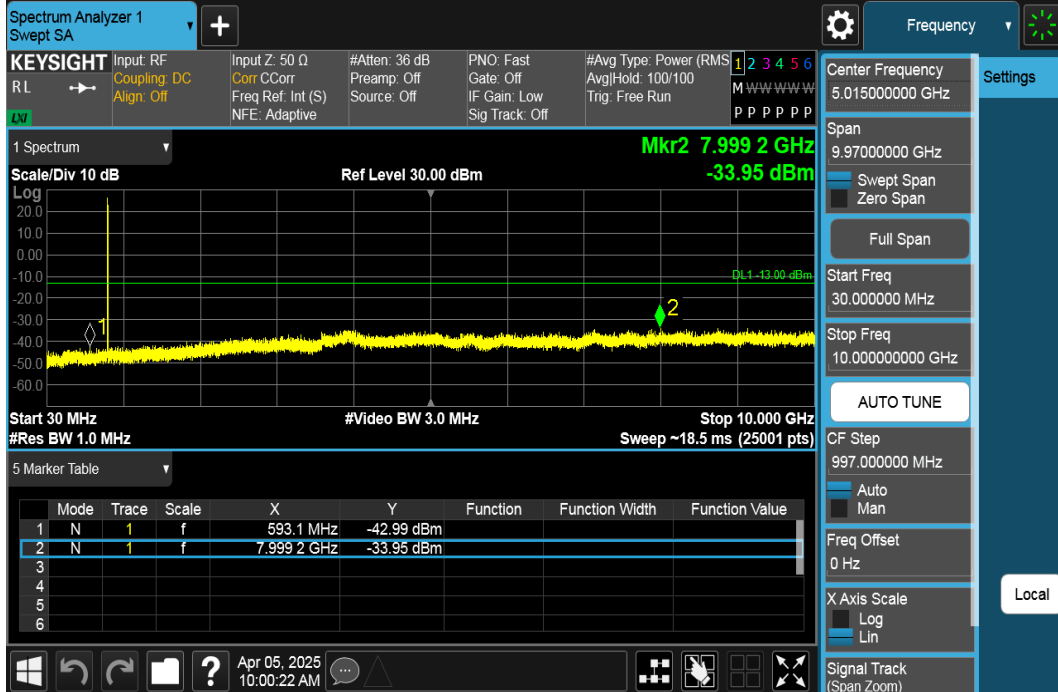 Spectrum Analyzer 1
Swept SA
Frequency
KEYSIGHT
R L
LXI
Input: RF
Coupling: DC
Align: Off
Input Z: 50 Ω
Corr CCorr
Freq Ref: Int (S)
NFE: Adaptive
#Atten: 36 dB
Preamp: Off
Source: Off
PNO: Fast
Gate: Off
IF Gain: Low
Sig Track: Off
#Avg Type: Power (RMS
Avg|Hold: 100/100
Trig: Free Run
1 2 3 4 5 6
M W W W W W
P P P P P P
1 Spectrum
Mkr2 7.999 2 GHz
Scale/Div 10 dB
Ref Level 30.00 dBm
-33.95 dBm
Log
20.0
10.0
0.00
-10.0
DL1 -13.00 dBm
-20.0
2
-30.0
1
-40.0
-50.0
-60.0
Start 30 MHz
#Video BW 3.0 MHz
Stop 10.000 GHz
#Res BW 1.0 MHz
Sweep ~18.5 ms (25001 pts)
5 Marker Table
Mode Trace Scale X Y Function Function Width Function Value
1 N 1 f 593.1 MHz -42.99 dBm
2 N 1 f 7.999 2 GHz -33.95 dBm
3
4
5
6
?
Apr 05, 2025
10:00:22 AM
Center Frequency
5.015000000 GHz
Span
9.97000000 GHz
Swept Span
Zero Span
Full Span
Start Freq
30.000000 MHz
Stop Freq
10.000000000 GHz
AUTO TUNE
CF Step
997.000000 MHz
Auto
Man
Freq Offset
0 Hz
X Axis Scale
Log
Lin
Signal Track
(Span Zoom)
Settings
Local